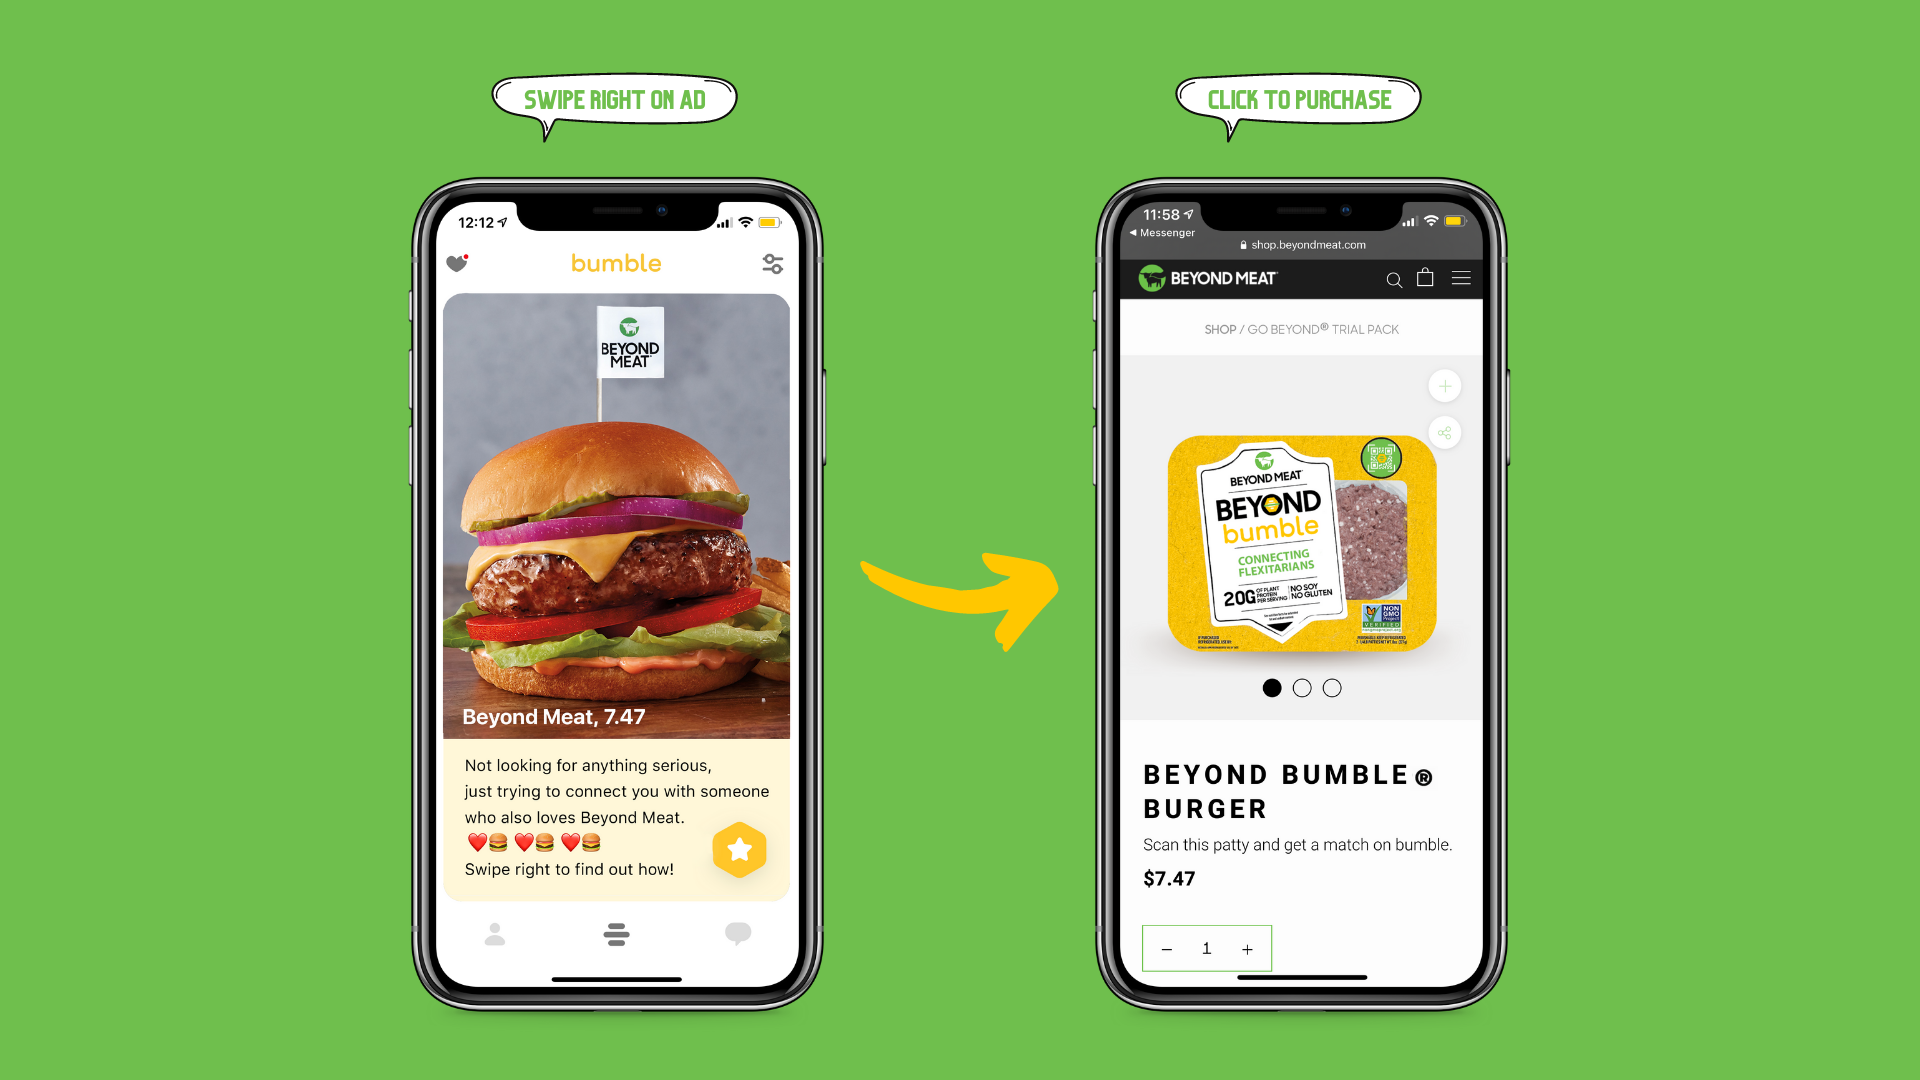 SWIPE RIGHT ON AD
12:12
bumble
BEYOND
MEAT
Beyond Meat, 7.47
Not looking for anything serious,
just trying to connect you with someone
who also loves Beyond Meat.
❤️🍔 ❤️🍔 ❤️🍔
Swipe right to find out how!
CLICK TO PURCHASE
11:58
◀ Messenger
shop.beyondmeat.com
BEYOND MEAT
SHOP / GO BEYOND® TRIAL PACK
BEYOND MEAT
BEYOND
bumble
CONNECTING
FLEXITARIANS
20G OF PLANT PROTEIN PER SERVING
NO SOY
NO GLUTEN
NON
GMO
Project
VERIFIED
BEYOND BUMBLE®
BURGER
Scan this patty and get a match on bumble.
$7.47
− 1 +